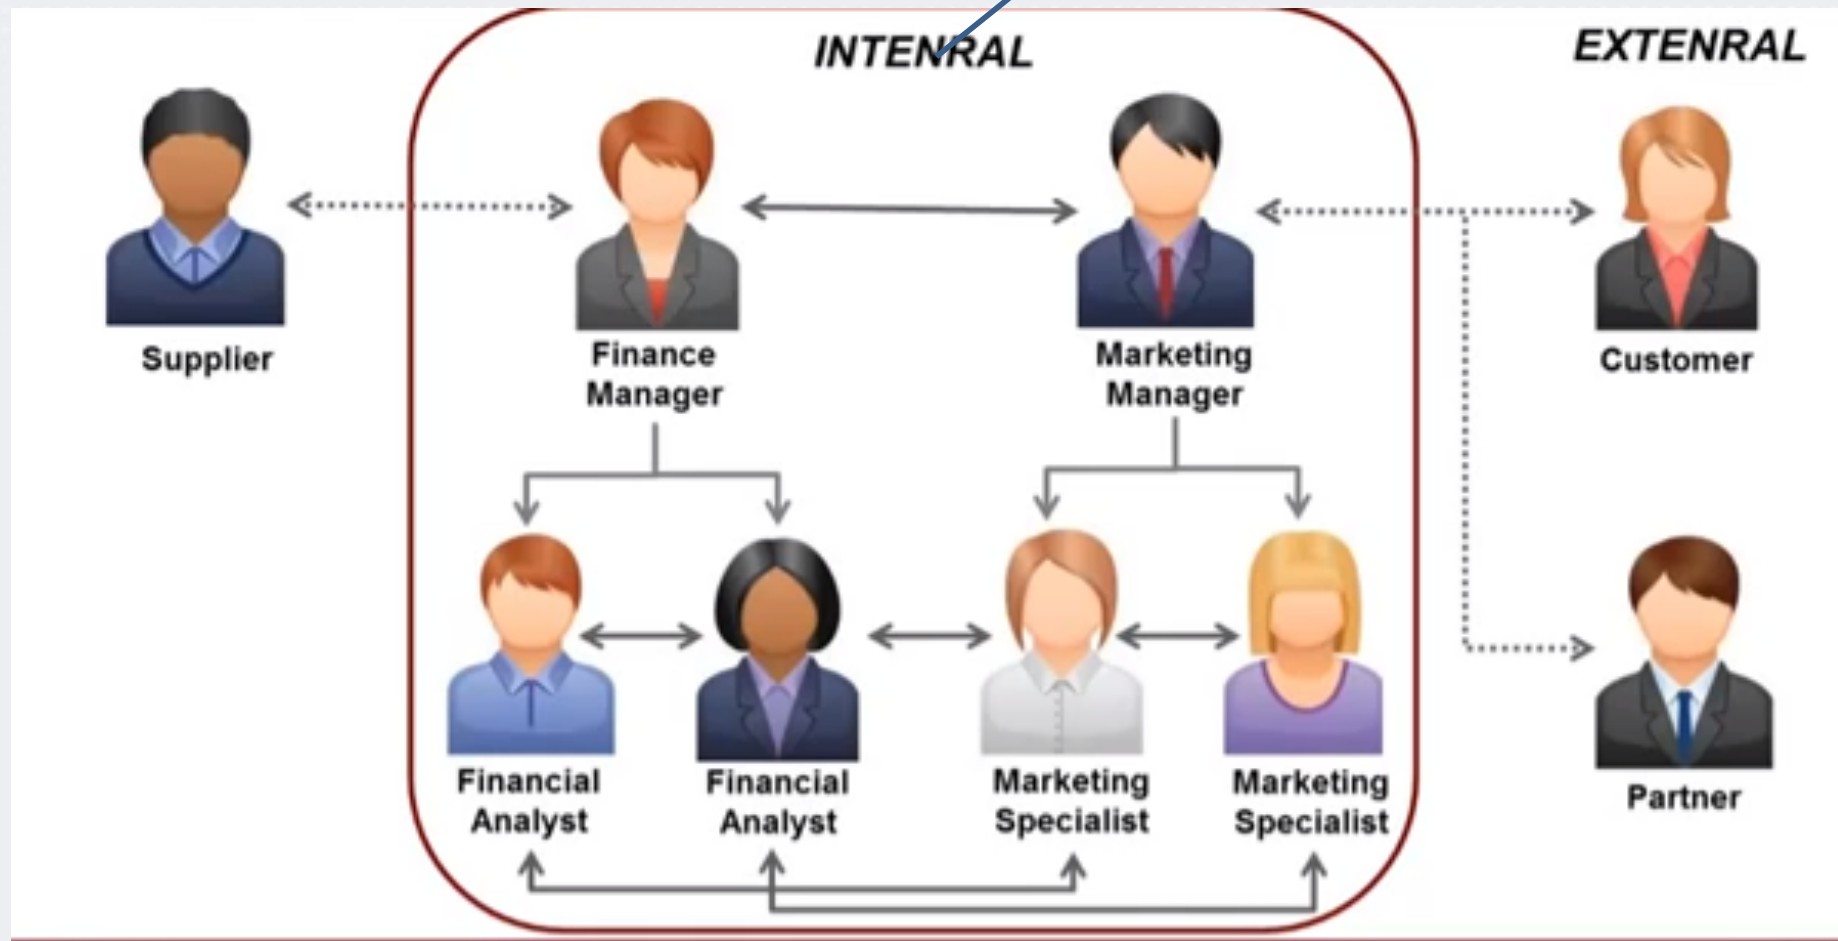 INTENRAL
EXTENRAL
Supplier
Finance
Manager
Marketing
Manager
Customer
Financial
Analyst
Financial
Analyst
Marketing
Specialist
Marketing
Specialist
Partner